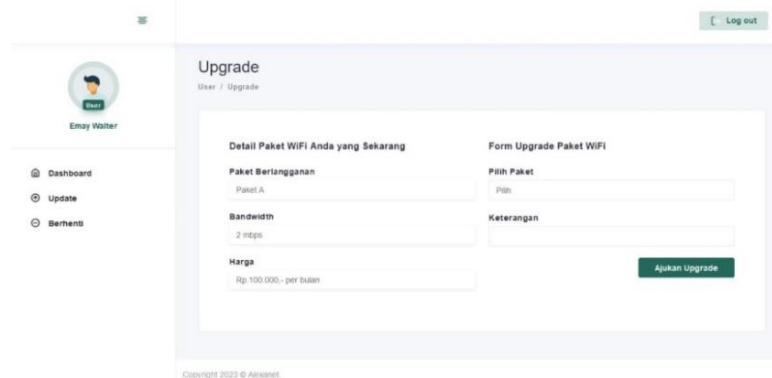 Log out
User
Emay Walter
Dashboard
Update
Berhenti
Upgrade
User / Upgrade
Detail Paket WiFi Anda yang Sekarang
Paket Berlangganan
Paket A
Bandwidth
2 mbps
Harga
Rp.100.000,- per bulan
Form Upgrade Paket WiFi
Pilih Paket
Pilih
Keterangan
Ajukan Upgrade
Copyright 2023 © Alexanet.